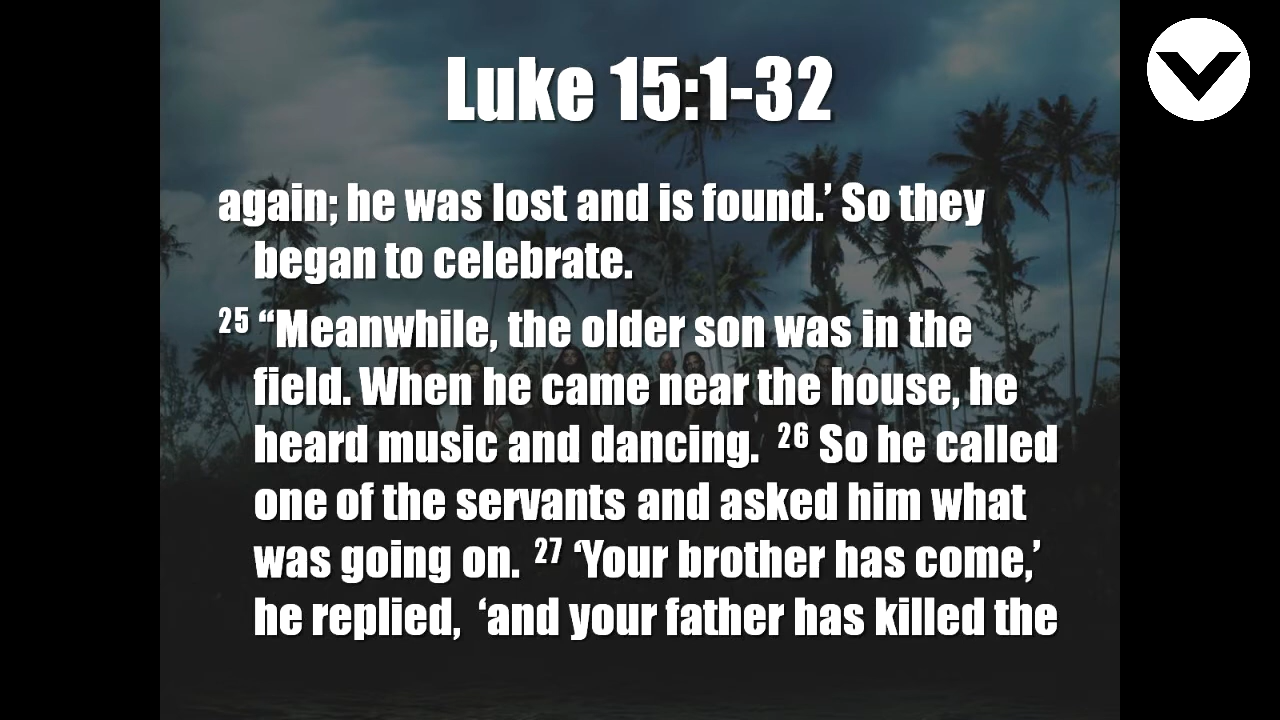 Luke 15:1-32
again; he was lost and is found.’ So they
began to celebrate.
25 “Meanwhile, the older son was in the
field. When he came near the house, he
heard music and dancing. 26 So he called
one of the servants and asked him what
was going on. 27 ‘Your brother has come,’
he replied, ‘and your father has killed the